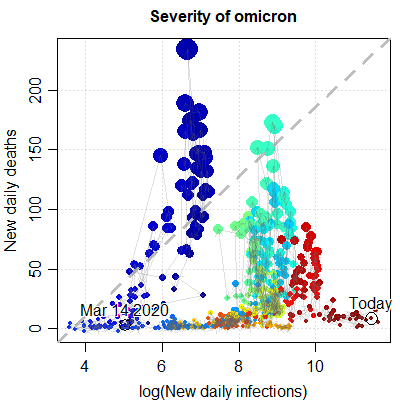 Severity of omicron
New daily deaths
200
150
100
50
0
Mar 14 2020
Today
4
6
8
10
log(New daily infections)